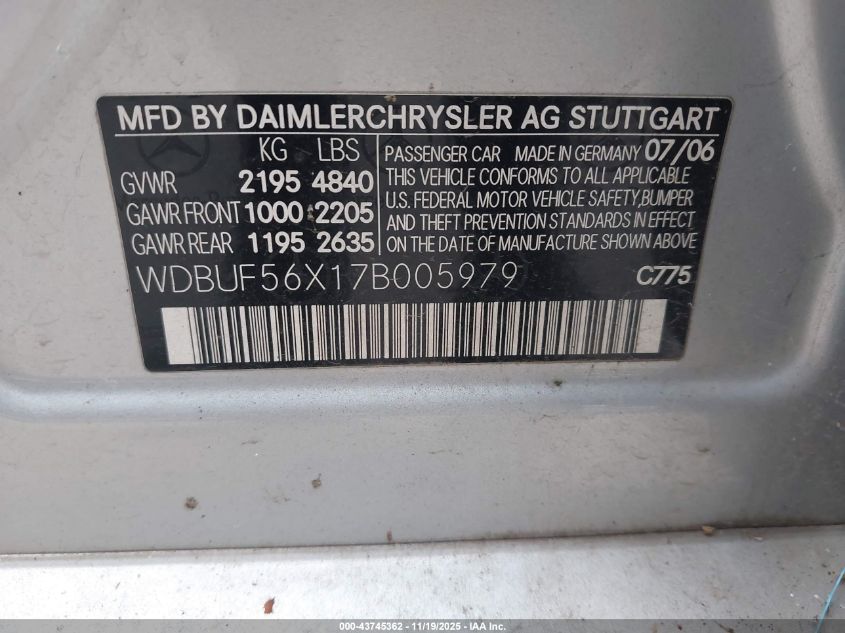 MFD BY DAIMLERCHRYSLER AG STUTTGART
KG LBS
GVWR 2195 4840
GAWR FRONT 1000 2205
GAWR REAR 1195 2635
PASSENGER CAR MADE IN GERMANY 07/06
THIS VEHICLE CONFORMS TO ALL APPLICABLE
U.S. FEDERAL MOTOR VEHICLE SAFETY,BUMPER
AND THEFT PREVENTION STANDARDS IN EFFECT
ON THE DATE OF MANUFACTURE SHOWN ABOVE
WDBUF56X17B005979 C775
000-43745362 - 11/19/2025 - IAA Inc.